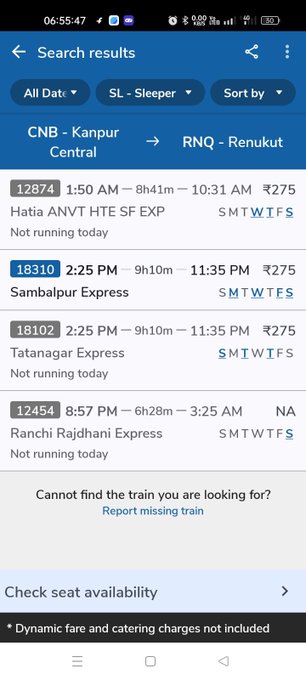 06:55:47
0.00 KB/S
30
Search results
All Date
SL - Sleeper
Sort by
CNB - Kanpur Central
RNQ - Renukut
12874 1:50 AM — 8h41m — 10:31 AM ₹275
Hatia ANVT HTE SF EXP S M T W T F S
Not running today
18310 2:25 PM — 9h10m — 11:35 PM ₹275
Sambalpur Express S M T W T F S
18102 2:25 PM — 9h10m — 11:35 PM ₹275
Tatanagar Express S M T W T F S
Not running today
12454 8:57 PM — 6h28m — 3:25 AM NA
Ranchi Rajdhani Express S M T W T F S
Not running today
Cannot find the train you are looking for?
Report missing train
Check seat availability
* Dynamic fare and catering charges not included